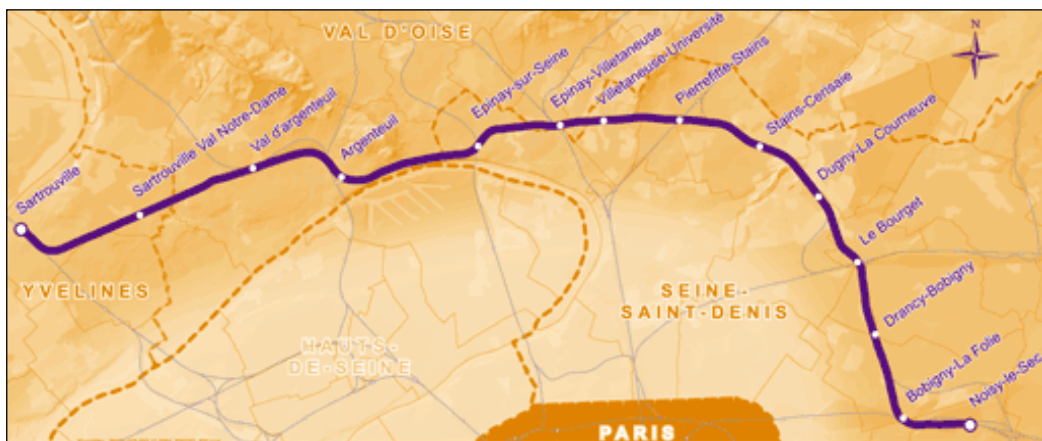 VAL D'OISE
N
Sartrouville
Sartrouville Val Notre-Dame
Val d'argenteuil
Argenteuil
Epinay-sur-Seine
Epinay-Villetaneuse
Villetaneuse-Université
Pierrefitte-Stains
Stains-Cerisaie
Dugny-La Courneuve
Le Bourget
Drancy-Bobigny
Bobigny-La Folie
Noisy-le-Sec
YVELINES
SEINE-
SAINT-DENIS
HAUTS-
DE-SEINE
PARIS